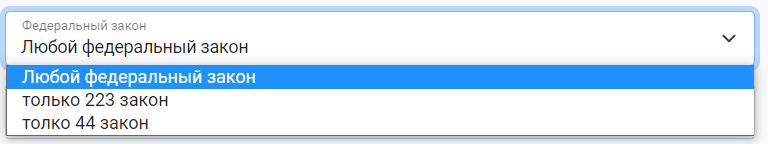 Федеральный закон
Любой федеральный закон
Любой федеральный закон
только 223 закон
толко 44 закон